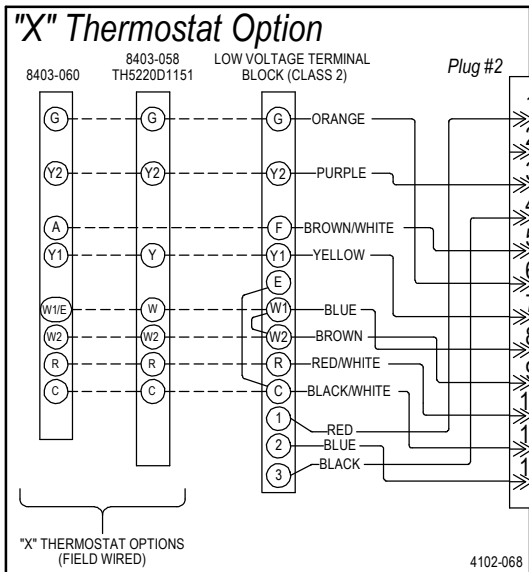 "X" Thermostat Option
8403-060
8403-058
TH5220D1151
LOW VOLTAGE TERMINAL
BLOCK (CLASS 2)
Plug #2
G G G ORANGE
Y2 Y2 Y2 PURPLE
A F BROWN/WHITE
Y1 Y Y1 YELLOW
E
W1/E W W1 BLUE
W2 W2 W2 BROWN
R R R RED/WHITE
C C C BLACK/WHITE
1 RED
2 BLUE
3 BLACK
"X" THERMOSTAT OPTIONS
(FIELD WIRED)
4102-068